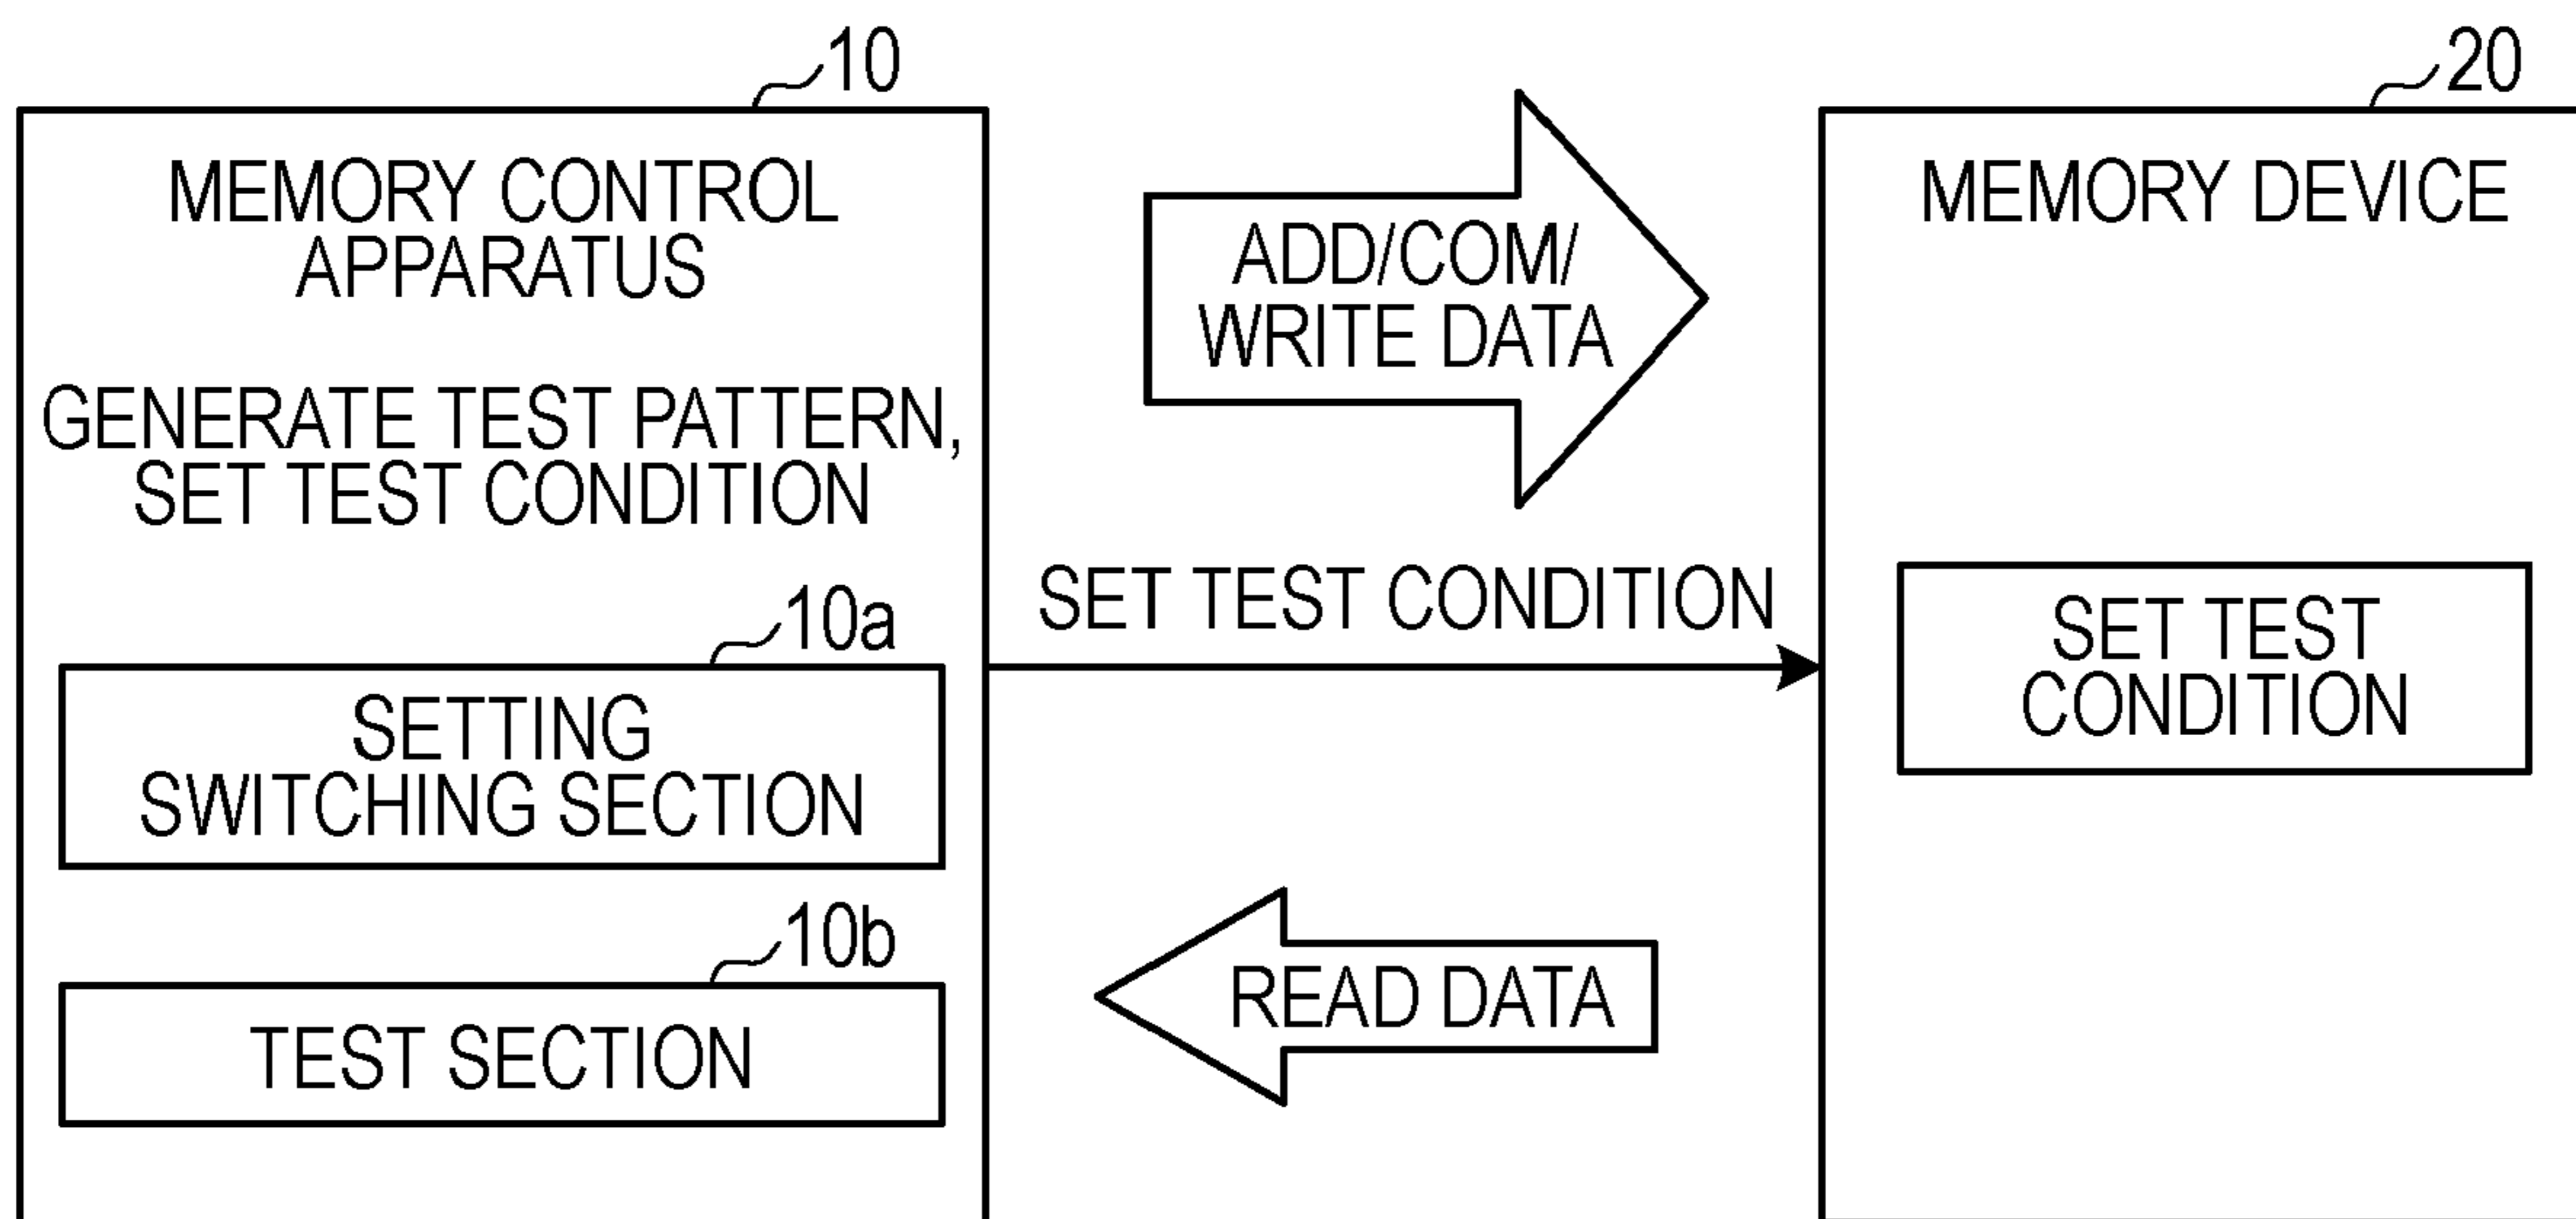 10
MEMORY CONTROL
APPARATUS
GENERATE TEST PATTERN,
SET TEST CONDITION
10a
SETTING
SWITCHING SECTION
10b
TEST SECTION
ADD/COM/
WRITE DATA
SET TEST CONDITION
READ DATA
20
MEMORY DEVICE
SET TEST
CONDITION